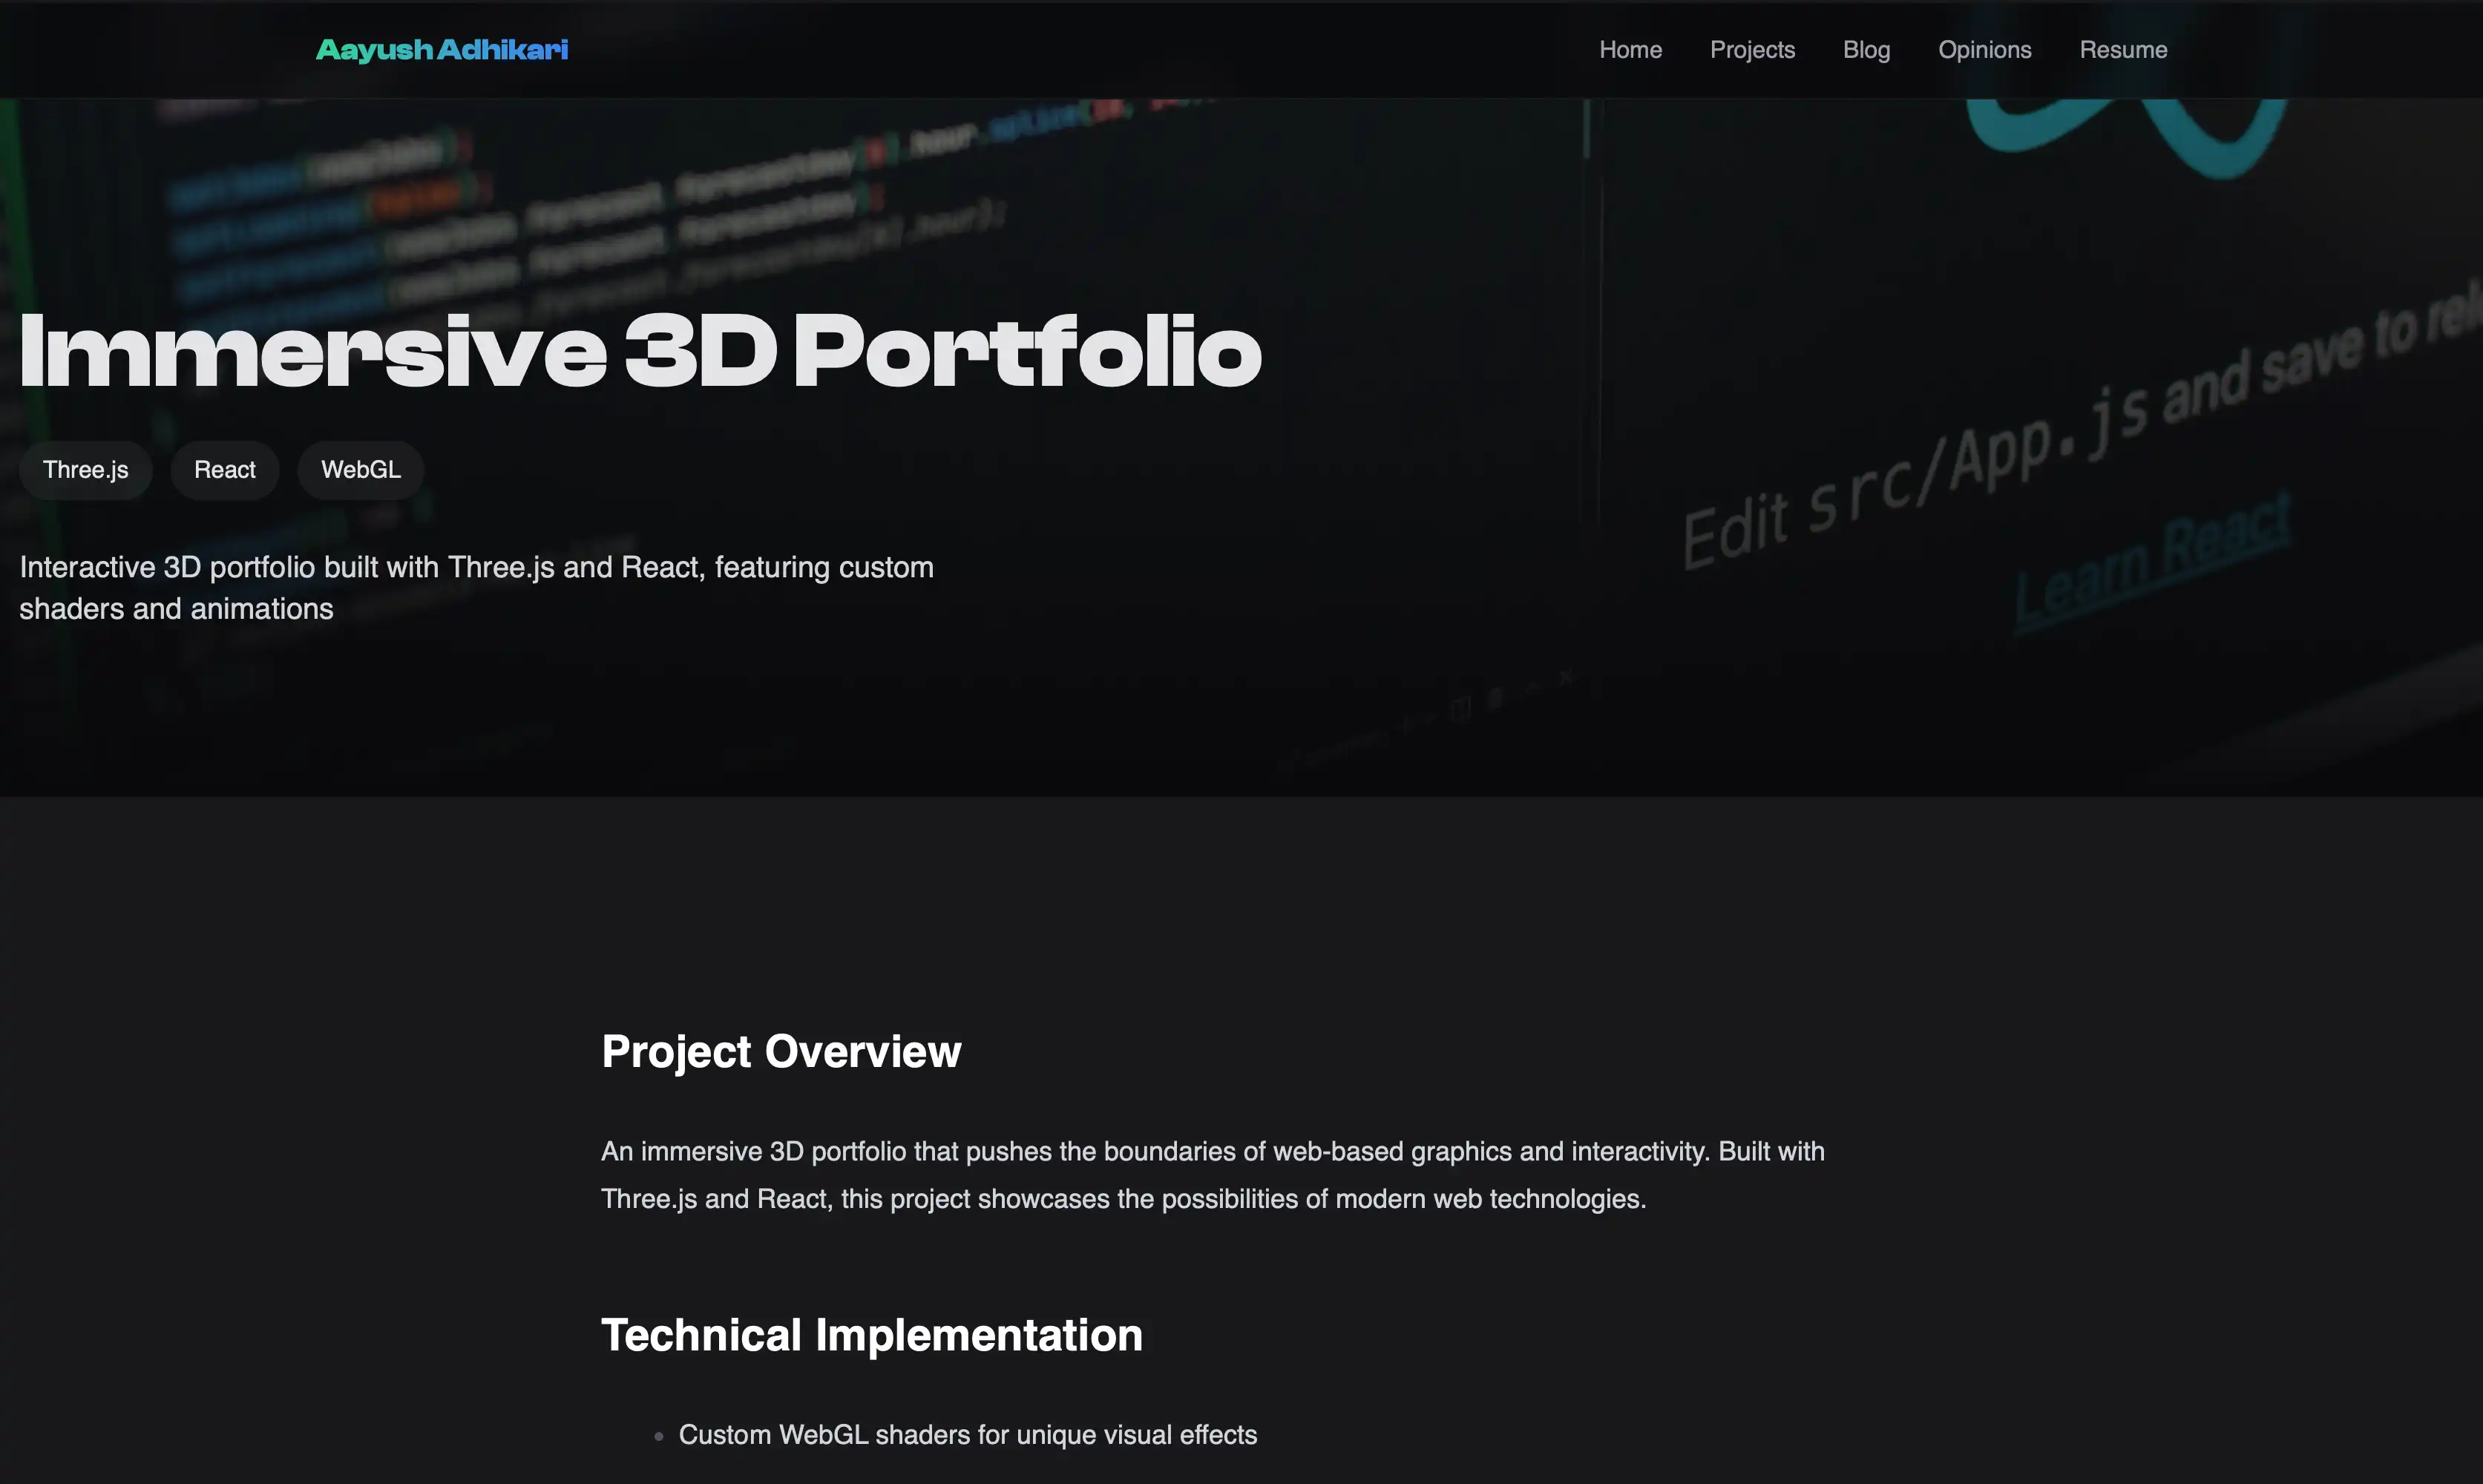 Aayush Adhikari
Home Projects Blog Opinions Resume
Immersive 3D Portfolio
Three.js React WebGL
Edit src/App.js and save to
Learn React
Interactive 3D portfolio built with Three.js and React, featuring custom
shaders and animations
Project Overview
An immersive 3D portfolio that pushes the boundaries of web-based graphics and interactivity. Built with
Three.js and React, this project showcases the possibilities of modern web technologies.
Technical Implementation
Custom WebGL shaders for unique visual effects